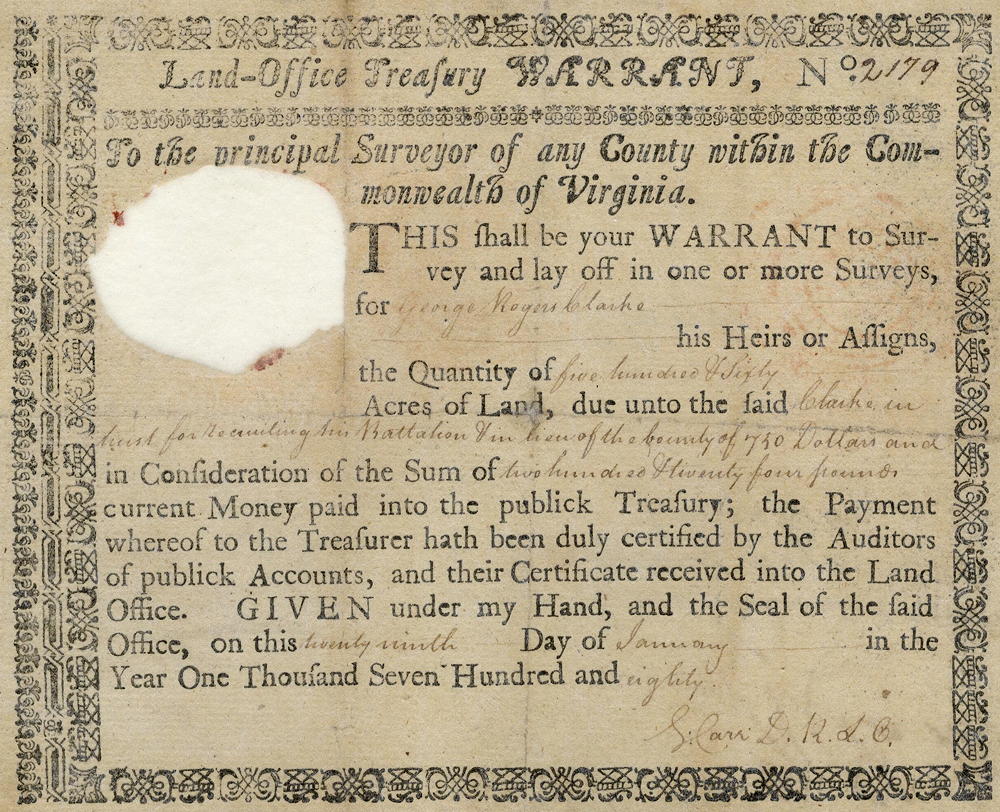 Land-Office Treaſury WARRANT, No. 2179
To the principal Surveyor of any County within the Com-
monwealth of Virginia.
THIS ſhall be your WARRANT to Sur-
vey and lay off in one or more Surveys,
for George Rogers Clarke
his Heirs or Aſſigns,
the Quantity of five hundred & Sixty
Acres of Land, due unto the ſaid Clarke in
trust for recruiting his Battalion & in lieu of the bounty of 750 Dollars and
in Conſideration of the Sum of two hundred & twenty four pounds
current Money paid into the publick Treaſury; the Payment
whereof to the Treaſurer hath been duly certified by the Auditors
of publick Accounts, and their Certificate received into the Land
Office. GIVEN under my Hand, and the Seal of the ſaid
Office, on this twenty ninth Day of January in the
Year One Thouſand Seven Hundred and eighty.
S. Carr D. R. L. O.